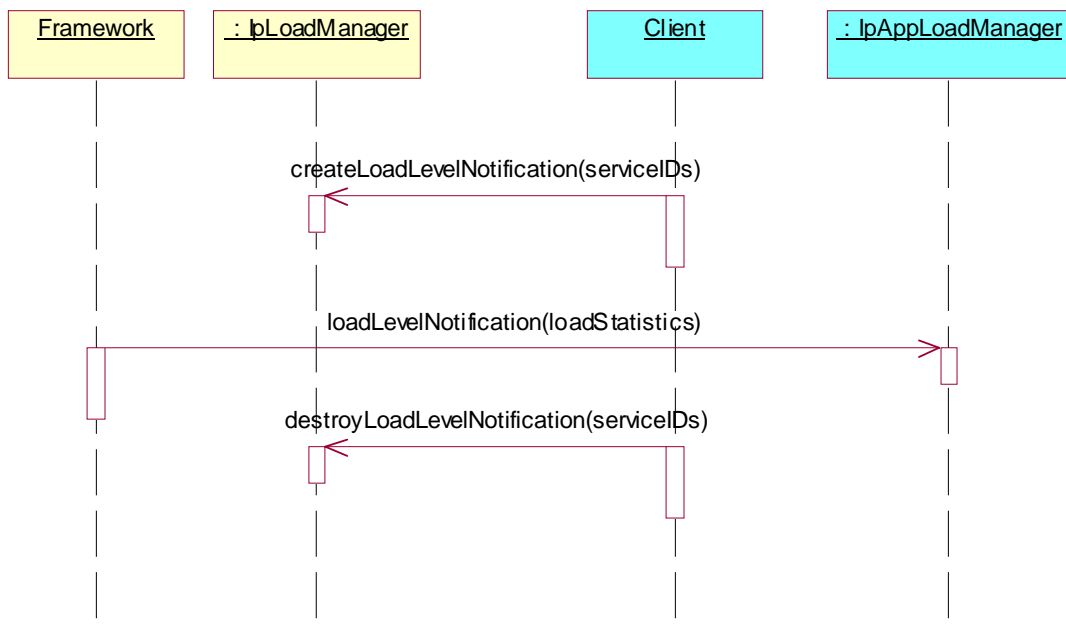 Framework
: IpLoadManager
Client
: IpAppLoadManager
createLoadLevelNotification(serviceIDs)
loadLevelNotification(loadStatistics)
destroyLoadLevelNotification(serviceIDs)